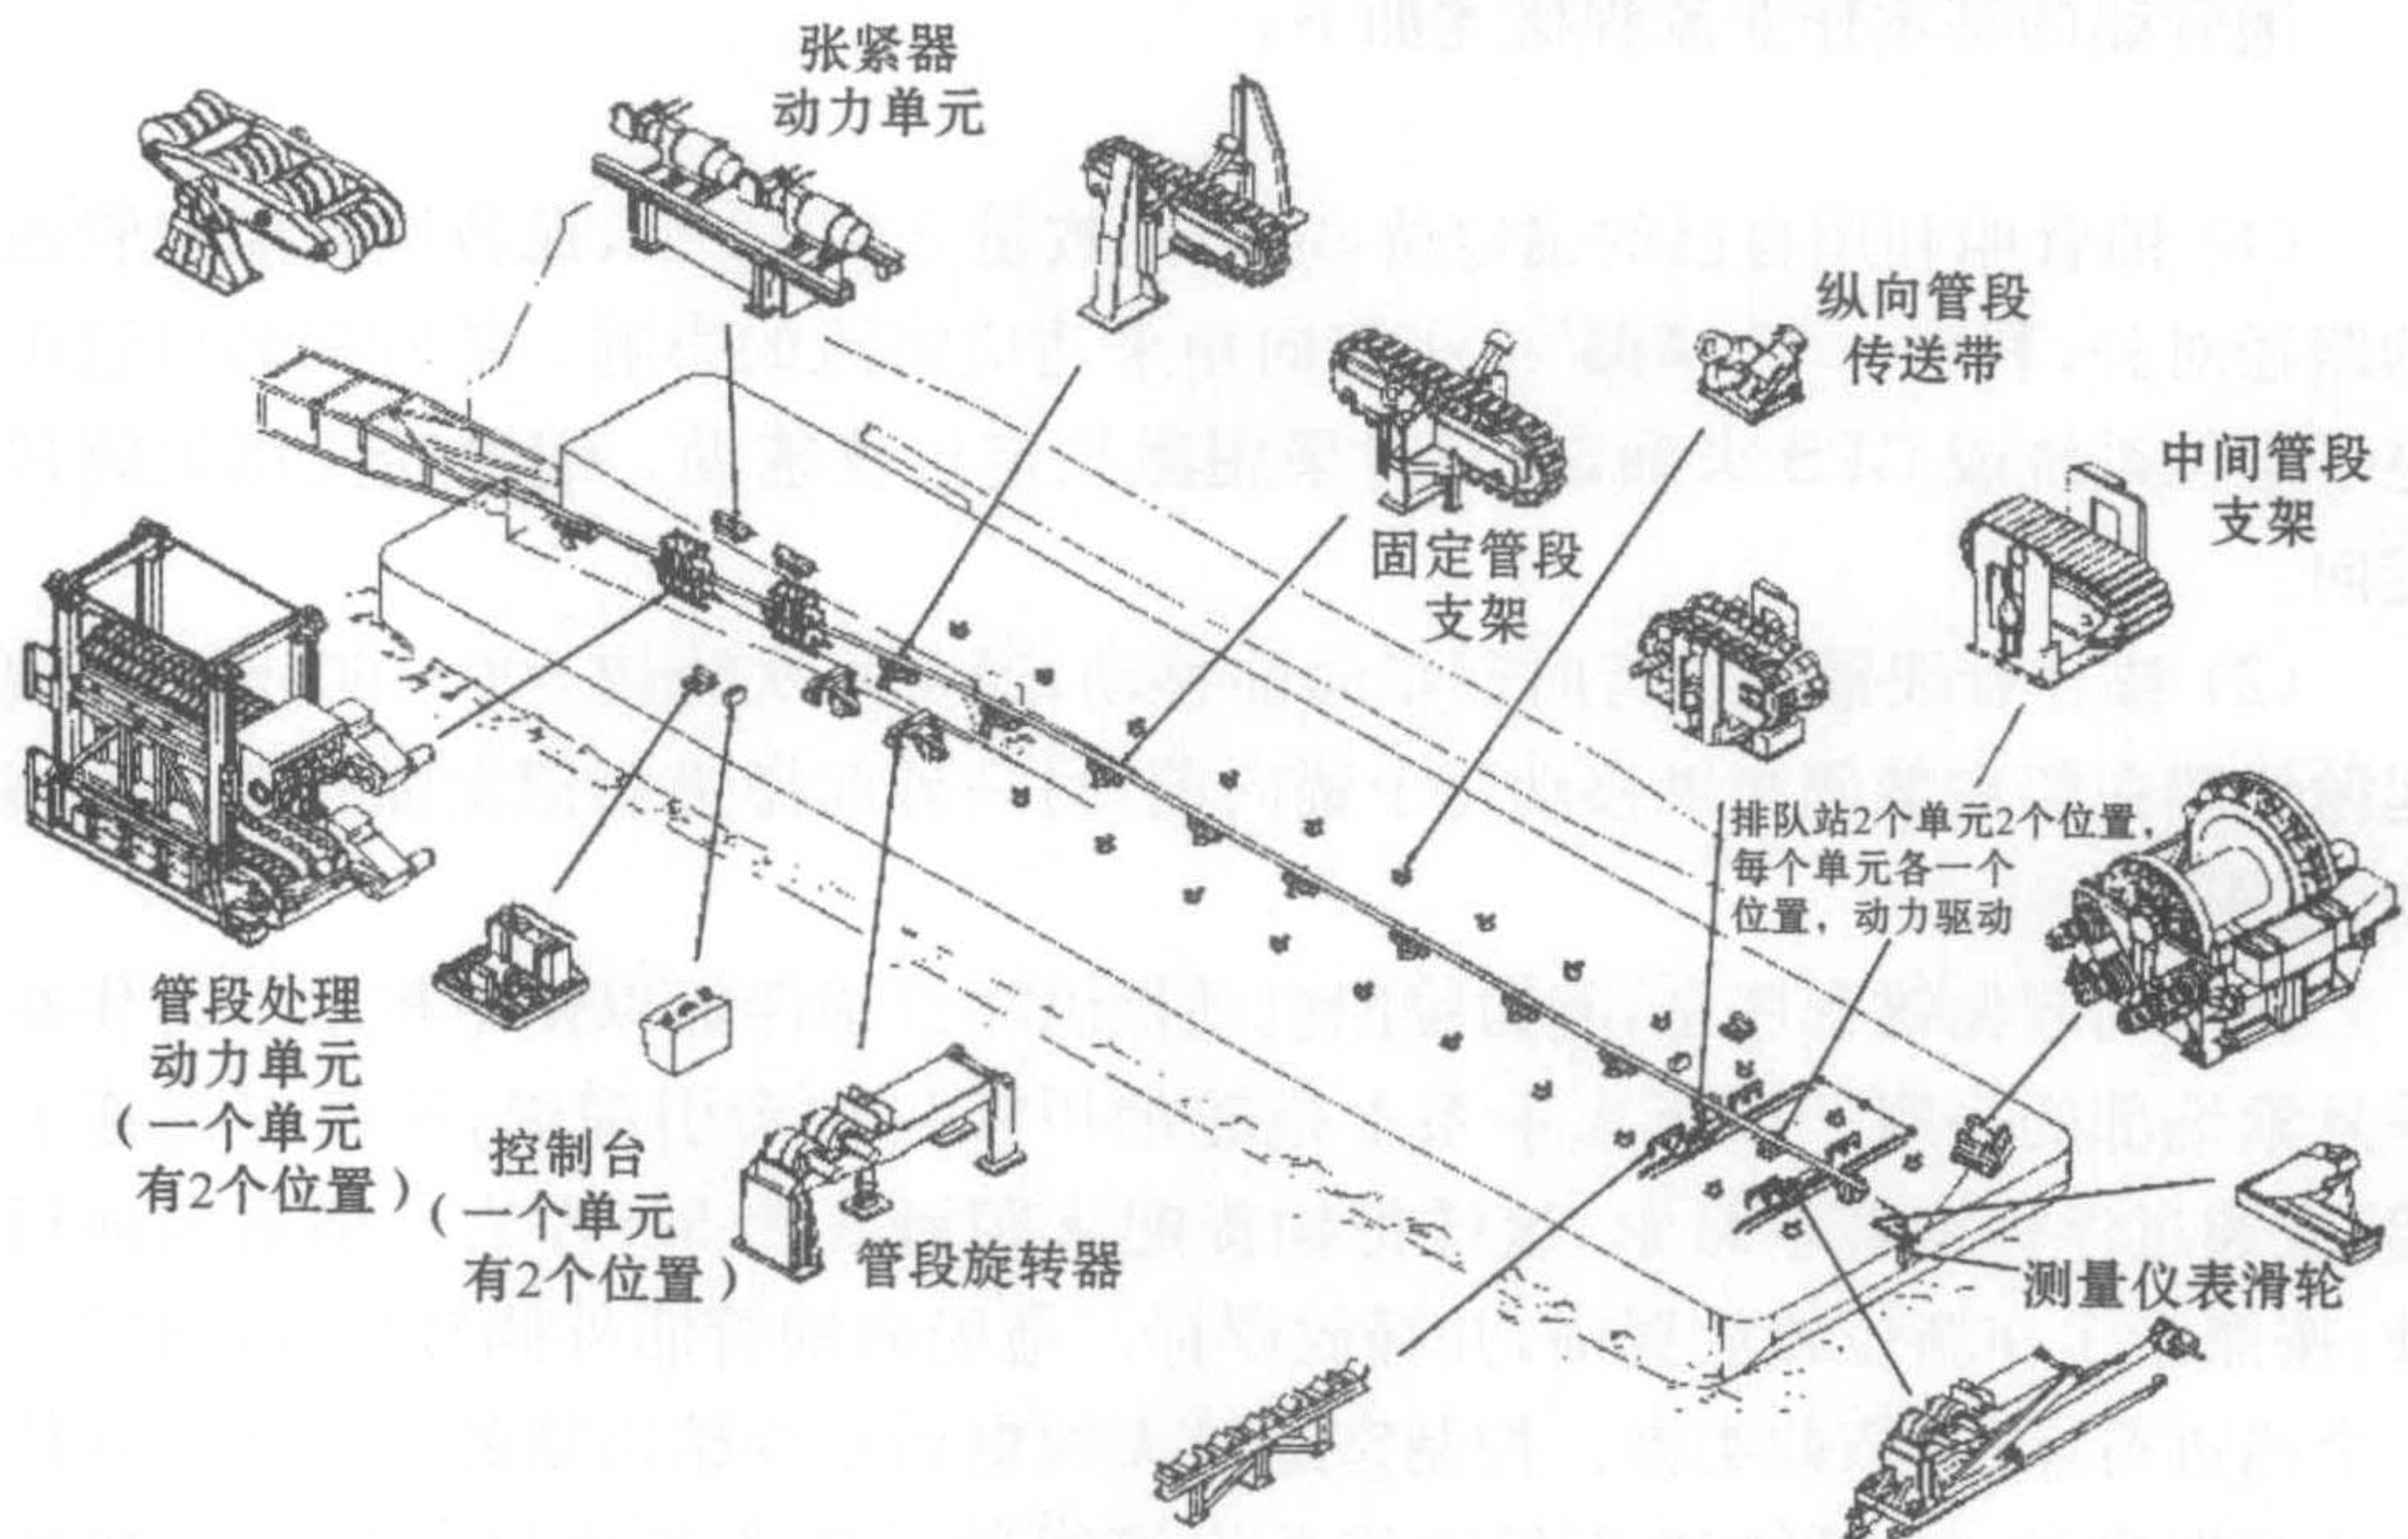 张紧器
动力单元
纵向管段
传送带
中间管段
支架
固定管段
支架
排队站2个单元2个位置，
每个单元各一个
位置，动力驱动
管段处理
动力单元
（一个单元
有2个位置）
控制台
（一个单元
有2个位置）
管段旋转器
测量仪表滑轮